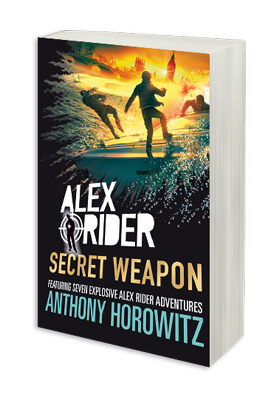 ALEX
RIDER
SECRET WEAPON
FEATURING SEVEN EXPLOSIVE ALEX RIDER ADVENTURES
ANTHONY HOROWITZ